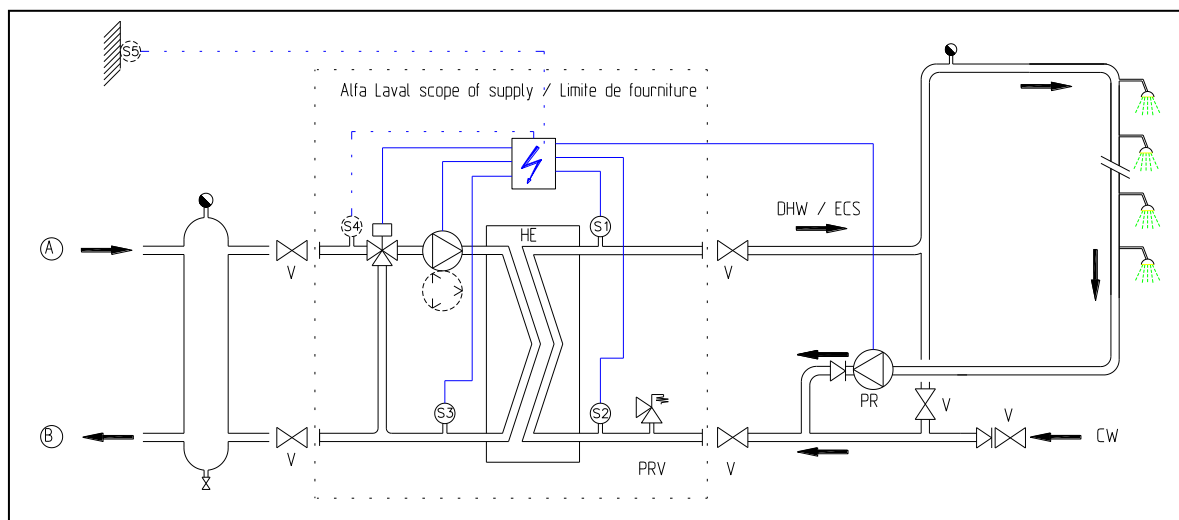 S5
Alfa Laval scope of supply / Limite de fourniture
S4
S1
HE
DHW / ECS
A
V
V
B
V
S3
S2
PRV
V
PR
V
V
CW